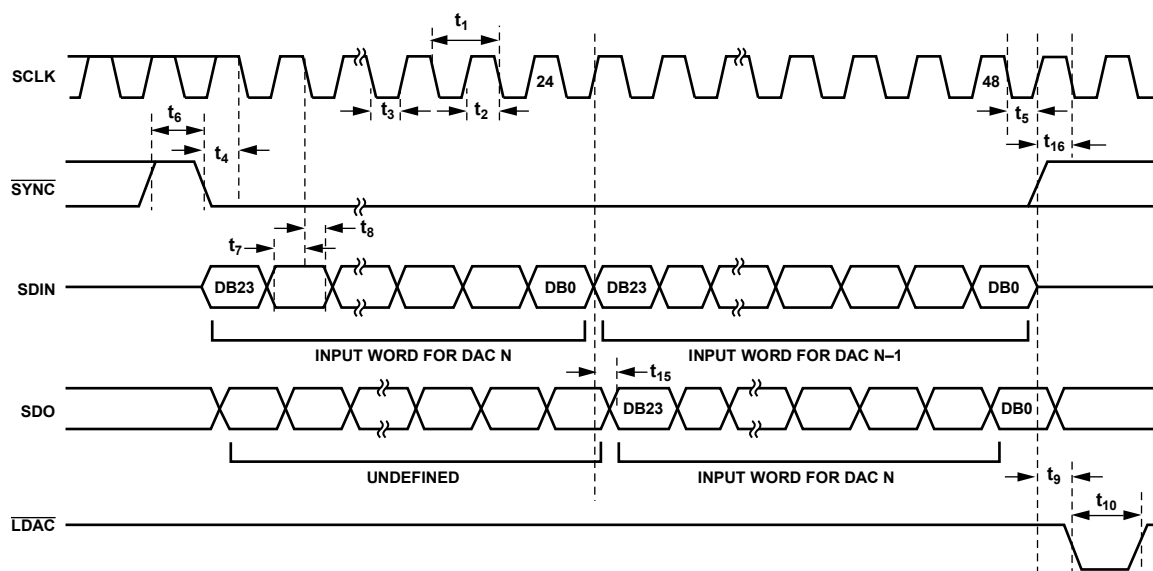 t1
SCLK
24
48
t3
t2
t5
t6
t4
t16
SYNC
t8
t7
SDIN
DB23
DB0
DB23
DB0
INPUT WORD FOR DAC N
INPUT WORD FOR DAC N–1
t15
SDO
DB23
DB0
UNDEFINED
INPUT WORD FOR DAC N
t9
t10
LDAC